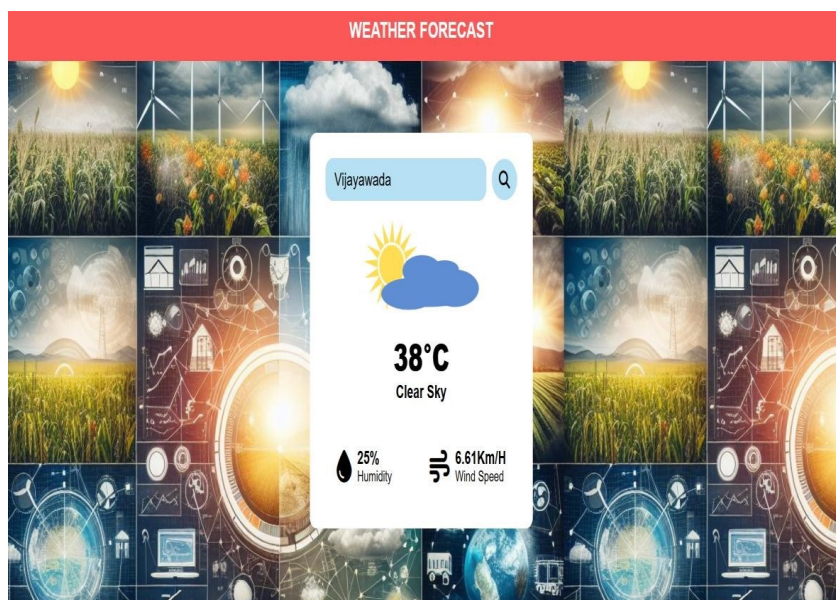 WEATHER FORECAST
Vijayawada
38°C
Clear Sky
25%
Humidity
6.61Km/H
Wind Speed